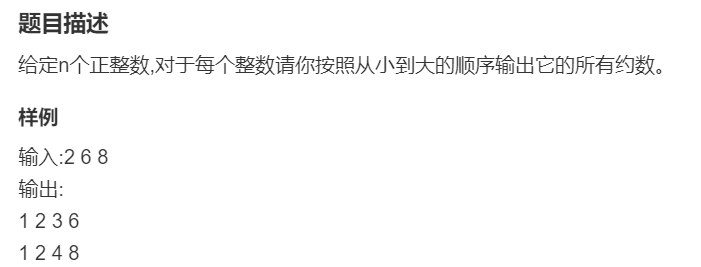 题目描述
给定n个正整数,对于每个整数请你按照从小到大的顺序输出它的所有约数。
样例
输入:2 6 8
输出:
1 2 3 6
1 2 4 8